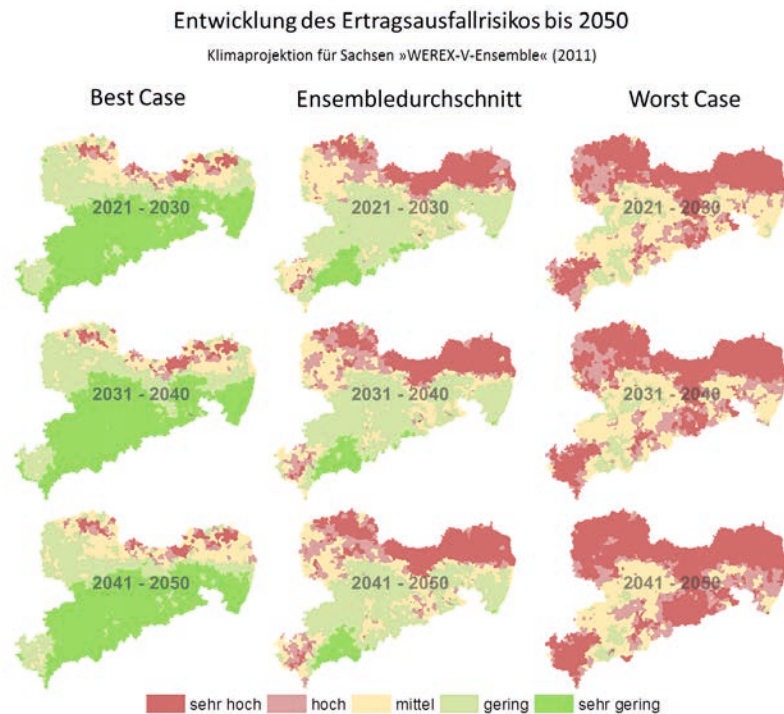 Entwicklung des Ertragsausfallrisikos bis 2050
Klimaprojektion für Sachsen »WEREX-V-Ensemble« (2011)
Best Case Ensembledurchschnitt Worst Case
2021 - 2030 2021 - 2030 2021 - 2030
2031 - 2040 2031 - 2040 2031 - 2040
2041 - 2050 2041 - 2050 2041 - 2050
sehr hoch hoch mittel gering sehr gering